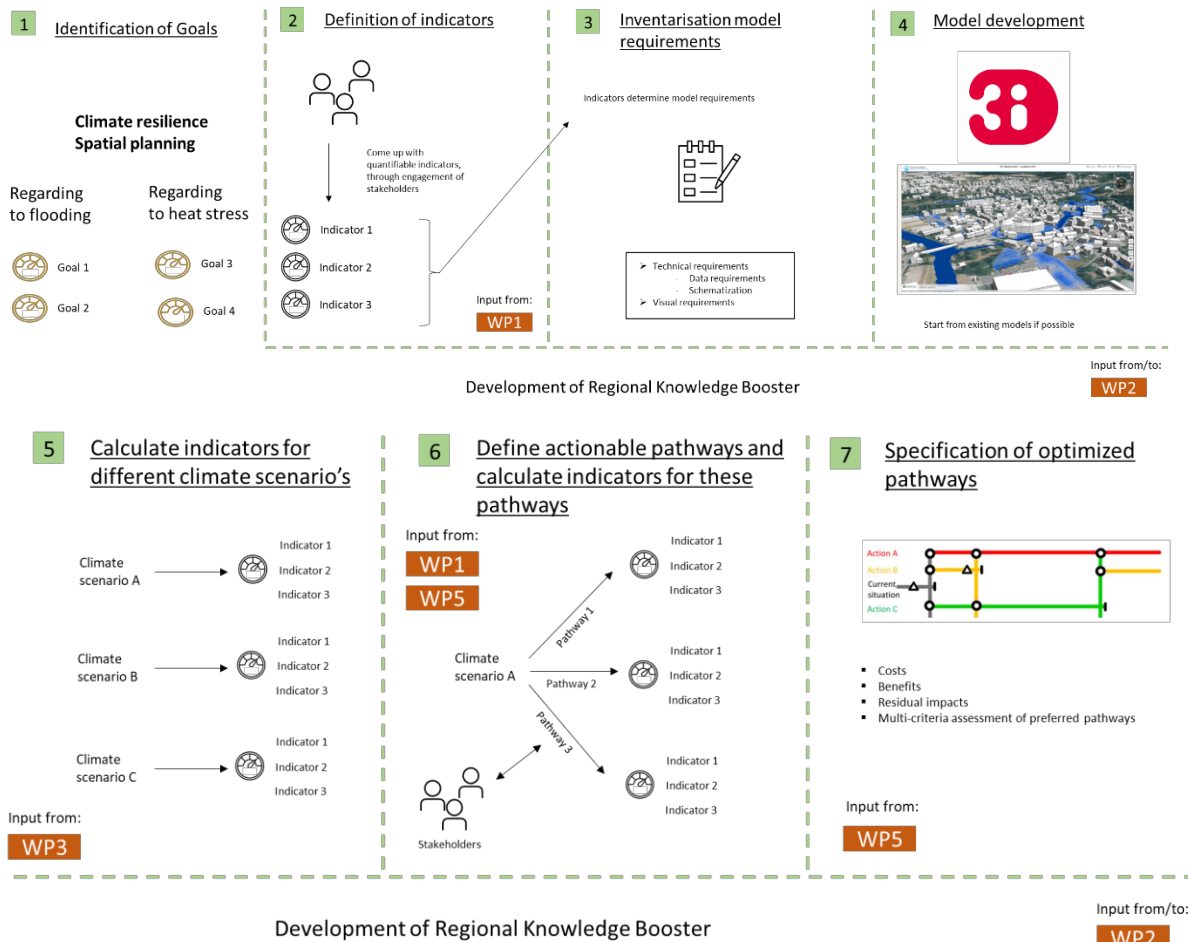 1
Identification of Goals
Climate resilience
Spatial planning
Regarding
to flooding
Regarding
to heat stress
Goal 1
Goal 2
Goal 3
Goal 4
2
Definition of indicators
Come up with
quantifiable indicators,
through engagement of
stakeholders
Indicator 1
Indicator 2
Indicator 3
Input from:
WP1
3
Inventarisation model
requirements
Indicators determine model requirements
Technical requirements
Data requirements
Schematization
Visual requirements
4
Model development
3i
Start from existing models if possible
Development of Regional Knowledge Booster
Input from/to:
WP2
5
Calculate indicators for
different climate scenario's
Climate
scenario A
Indicator 1
Indicator 2
Indicator 3
Climate
scenario B
Indicator 1
Indicator 2
Indicator 3
Climate
scenario C
Indicator 1
Indicator 2
Indicator 3
Input from:
WP3
6
Define actionable pathways and
calculate indicators for these
pathways
Input from:
WP1
WP5
Climate
scenario A
Pathway 1
Pathway 2
Pathway 3
Indicator 1
Indicator 2
Indicator 3
Indicator 1
Indicator 2
Indicator 3
Indicator 1
Indicator 2
Indicator 3
Stakeholders
7
Specification of optimized
pathways
Action A
Action B
Current
situation
Action C
Costs
Benefits
Residual impacts
Multi-criteria assessment of preferred pathways
Input from:
WP5
Development of Regional Knowledge Booster
Input from/to:
WP2